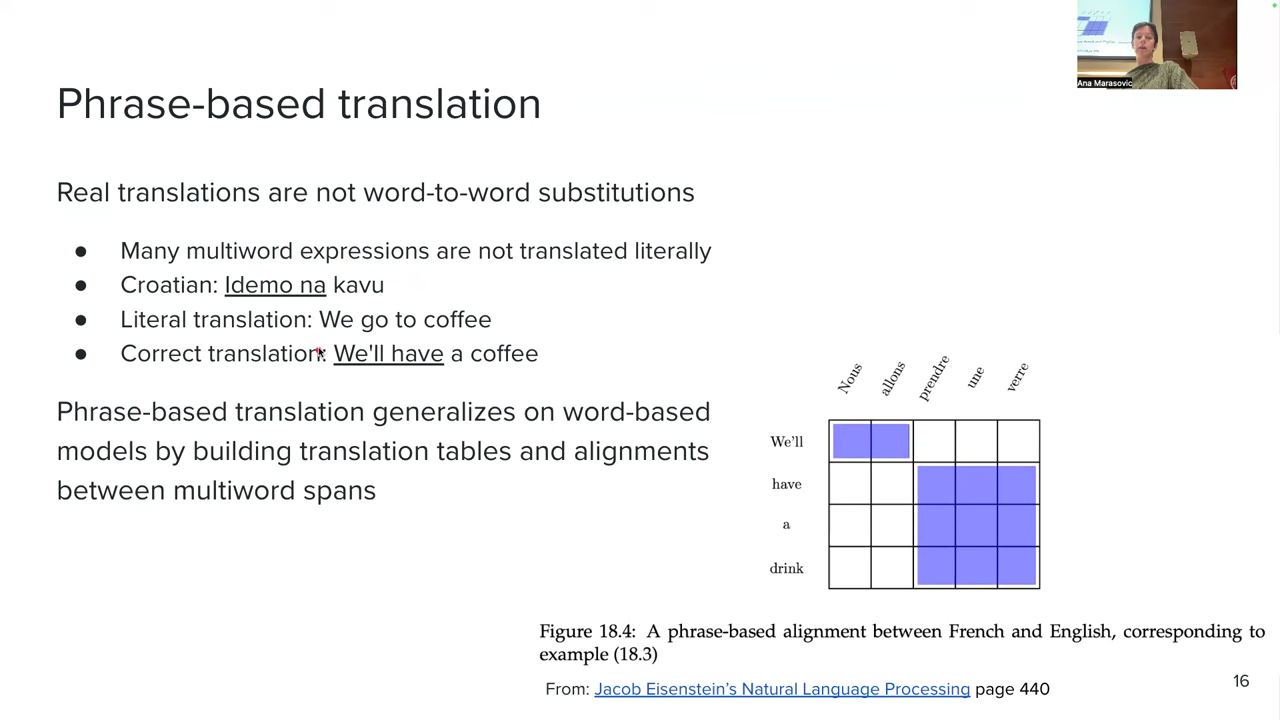 Ana Marasovic
Phrase-based translation
Real translations are not word-to-word substitutions
● Many multiword expressions are not translated literally
● Croatian: Idemo na kavu
● Literal translation: We go to coffee
● Correct translation: We'll have a coffee
Phrase-based translation generalizes on word-based
models by building translation tables and alignments
between multiword spans
Nous allons prendre une verre
We'll
have
a
drink
Figure 18.4: A phrase-based alignment between French and English, corresponding to
example (18.3)
From: Jacob Eisenstein's Natural Language Processing page 440
16